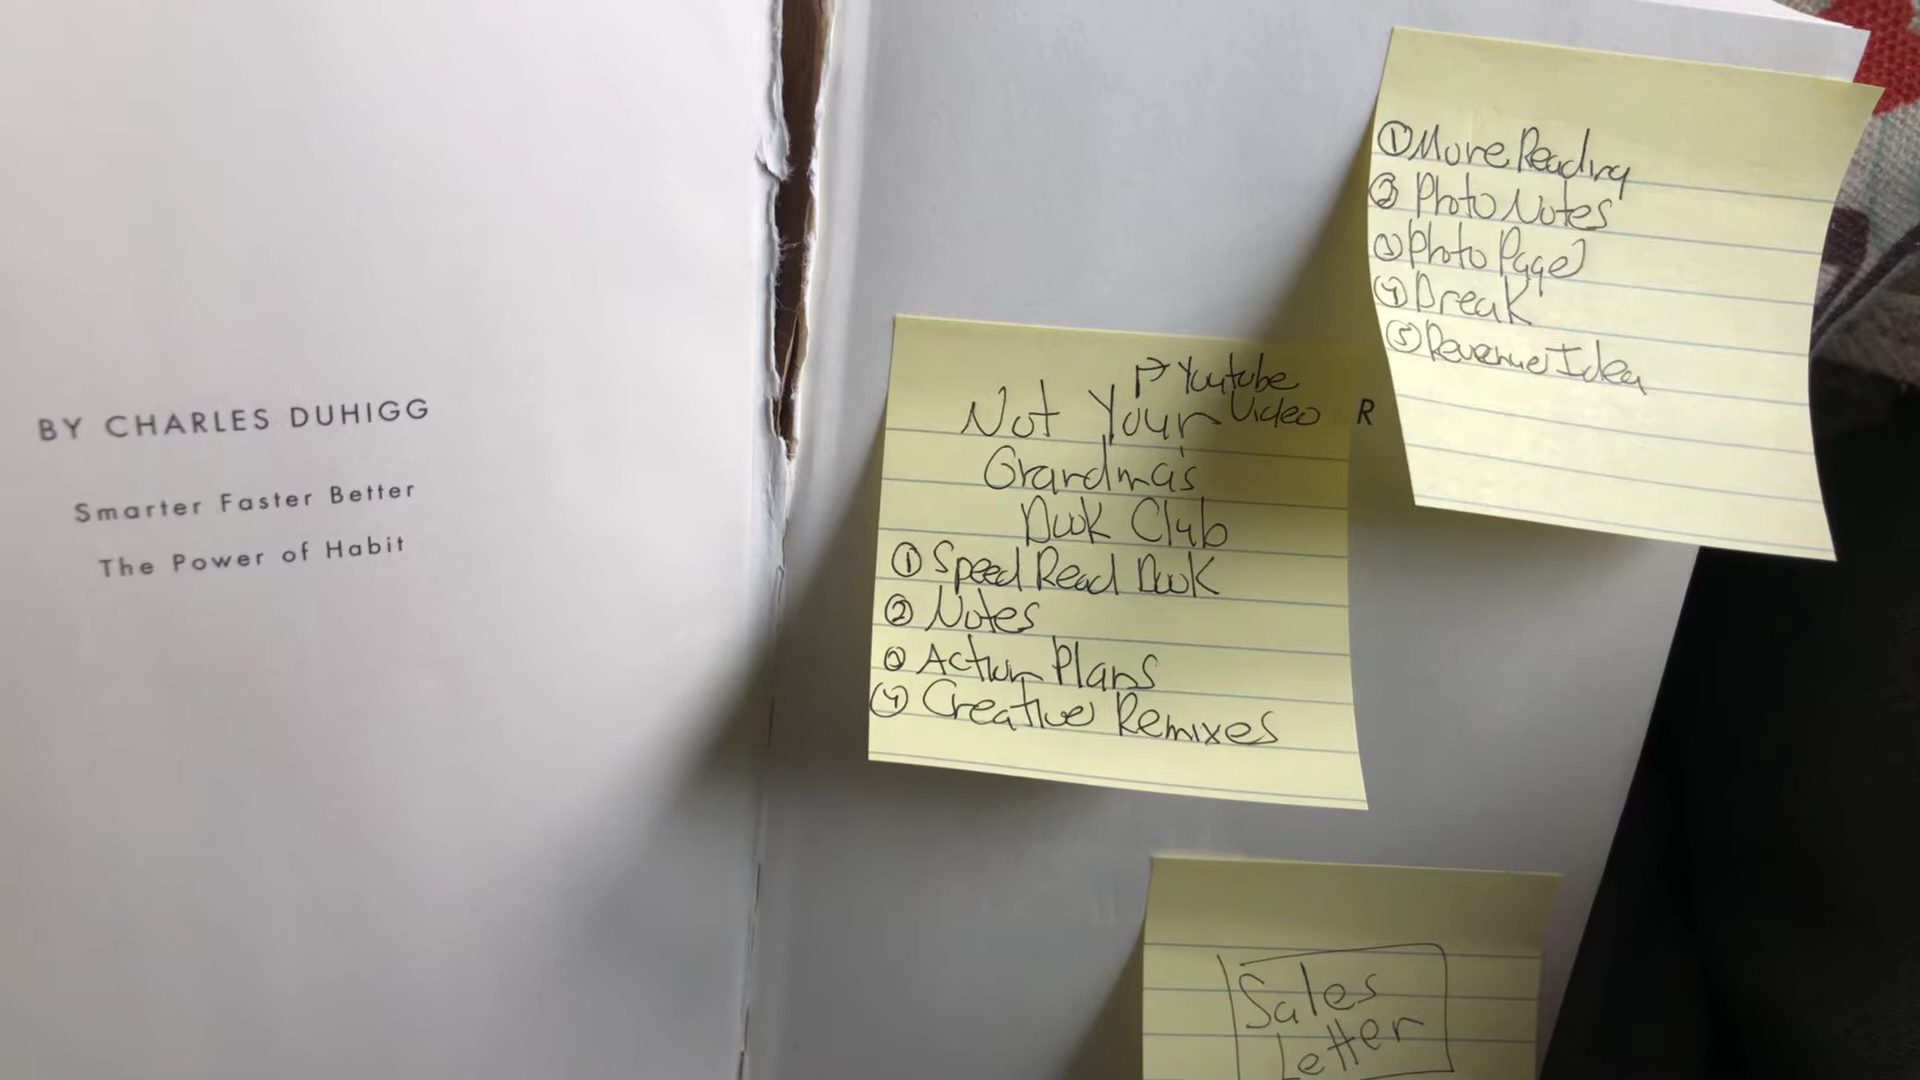 BY CHARLES DUHIGG
Smarter Faster Better
The Power of Habit
① More Reading
② Photo Notes
③ Photo Page
④ Break
⑤ Revenue Idea
→ Youtube
Video
Not Your
Grandma's
Book Club
① Speed Read Book
② Notes
③ Action Plans
④ Creative Remixes
R
Sales
Letter